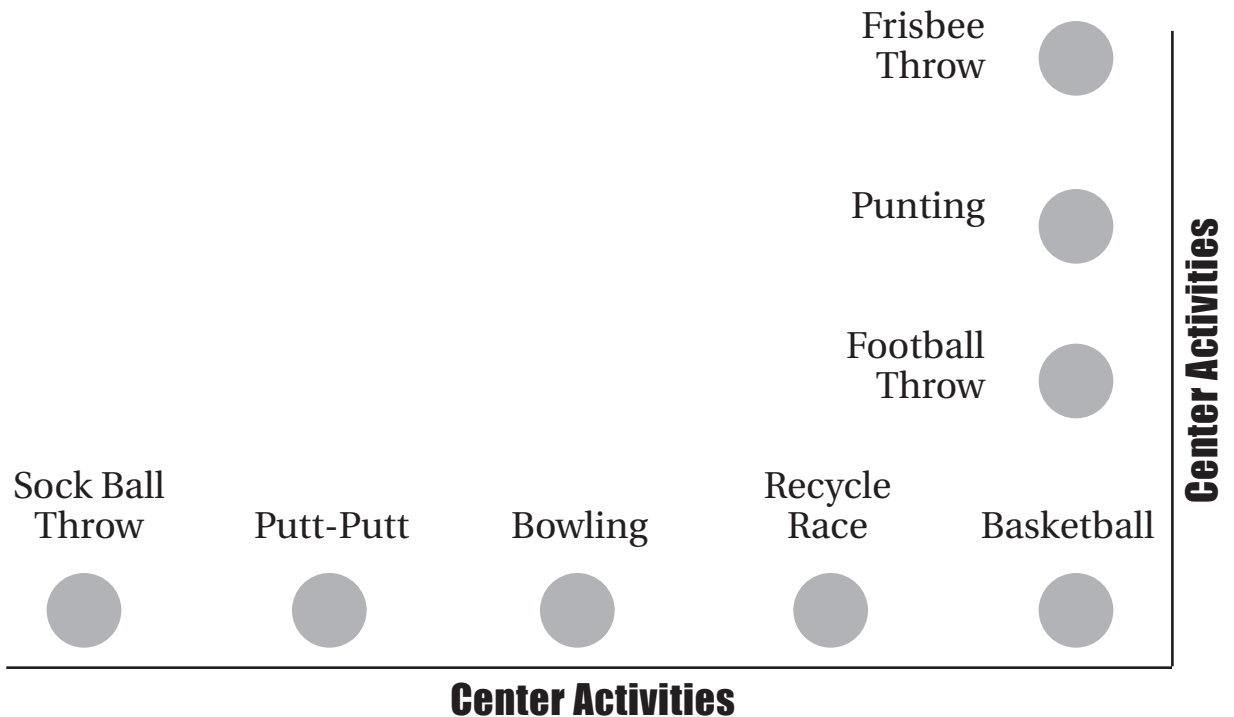 Frisbee
Throw
Punting
Football
Throw
Sock Ball
Throw
Putt-Putt
Bowling
Recycle
Race
Basketball
Center Activities
Center Activities